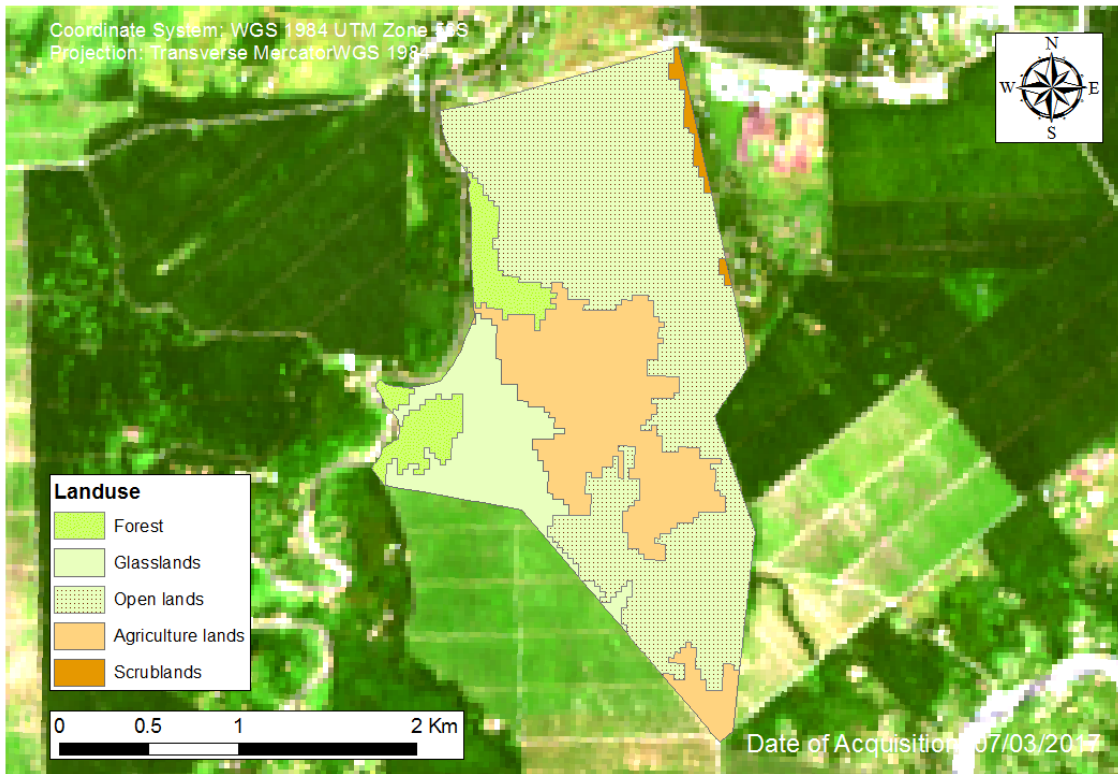 Coordinate System: WGS 1984 UTM Zone 56S
Projection: Transverse MercatorWGS 1984
N
W E
S
Landuse
Forest
Glasslands
Open lands
Agriculture lands
Scrublands
0 0.5 1 2 Km
Date of Acquisition: 07/03/2017